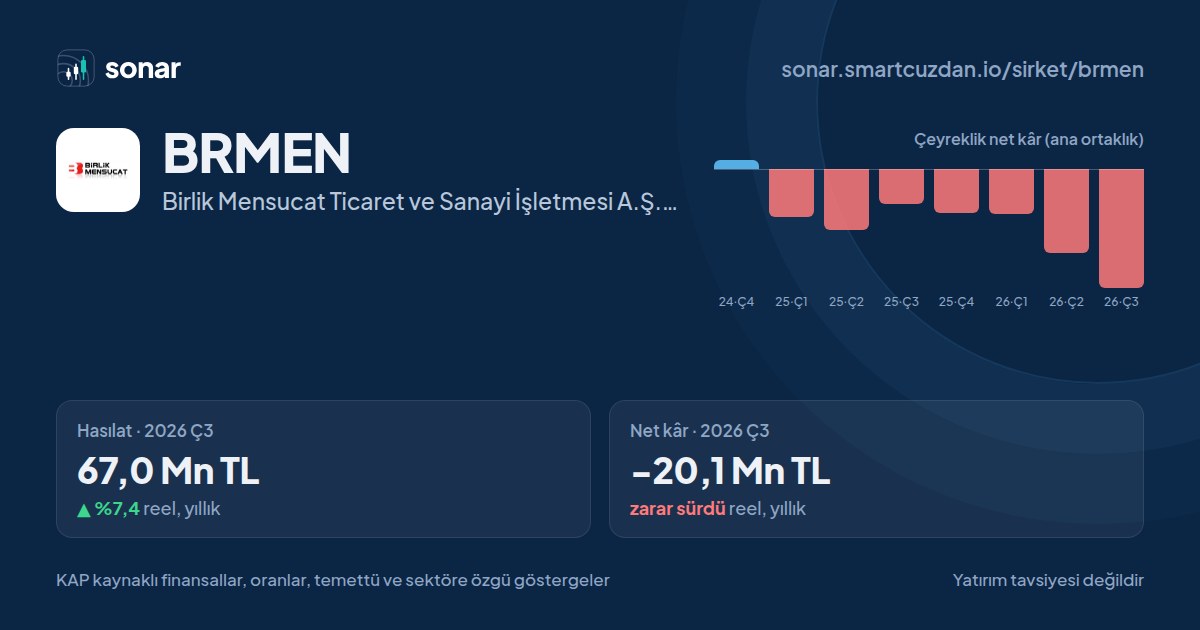 sonar
sonar.smartcuzdan.io/sirket/brmen
BİRLİK
MENSUCAT
BRMEN
Birlik Mensucat Ticaret ve Sanayi İşletmesi A.Ş.…
Çeyreklik net kâr (ana ortaklık)
24·Ç4 25·Ç1 25·Ç2 25·Ç3 25·Ç4 26·Ç1 26·Ç2 26·Ç3
Hasılat · 2026 Ç3
67,0 Mn TL
▲ %7,4 reel, yıllık
Net kâr · 2026 Ç3
−20,1 Mn TL
zarar sürdü reel, yıllık
KAP kaynaklı finansallar, oranlar, temettü ve sektöre özgü göstergeler
Yatırım tavsiyesi değildir